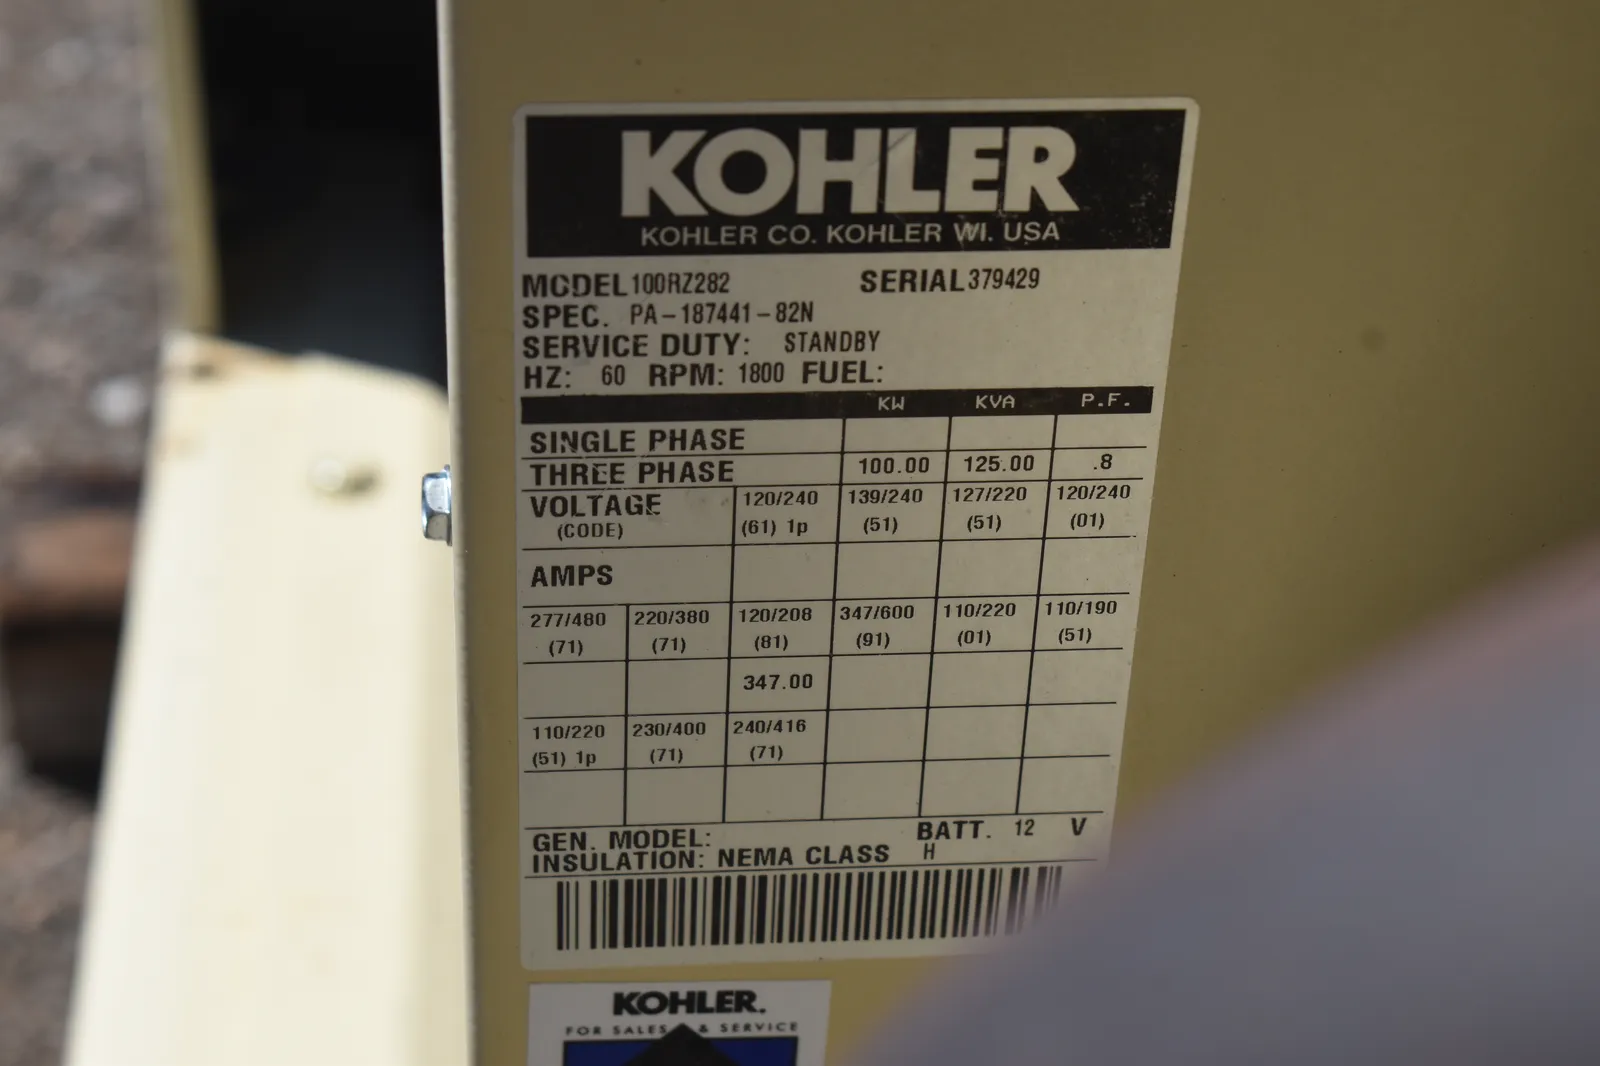 KOHLER
KOHLER CO. KOHLER WI. USA
MODEL 100RZ282 SERIAL 379429
SPEC. PA-187441-82N
SERVICE DUTY: STANDBY
HZ: 60 RPM: 1800 FUEL:
KW KVA P.F.
SINGLE PHASE
THREE PHASE 100.00 125.00 .8
VOLTAGE 120/240 139/240 127/220 120/240
(CODE) (61) 1p (51) (51) (01)
AMPS
277/480 220/380 120/208 347/600 110/220 110/190
(71) (71) (81) (91) (01) (51)
347.00
110/220 230/400 240/416
(51) 1p (71) (71)
GEN. MODEL: BATT. 12 V
INSULATION: NEMA CLASS H
KOHLER.
FOR SALES & SERVICE